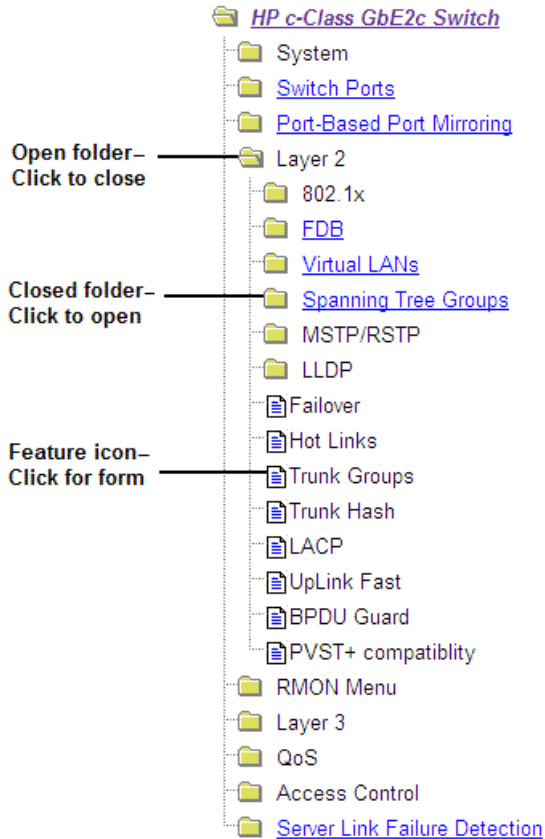 HP c-Class GbE2c Switch
System
Switch Ports
Port-Based Port Mirroring
Open folder–
Click to close
Layer 2
802.1x
FDB
Virtual LANs
Closed folder–
Click to open
Spanning Tree Groups
MSTP/RSTP
LLDP
Failover
Hot Links
Feature icon–
Click for form
Trunk Groups
Trunk Hash
LACP
UpLink Fast
BPDU Guard
PVST+ compatiblity
RMON Menu
Layer 3
QoS
Access Control
Server Link Failure Detection